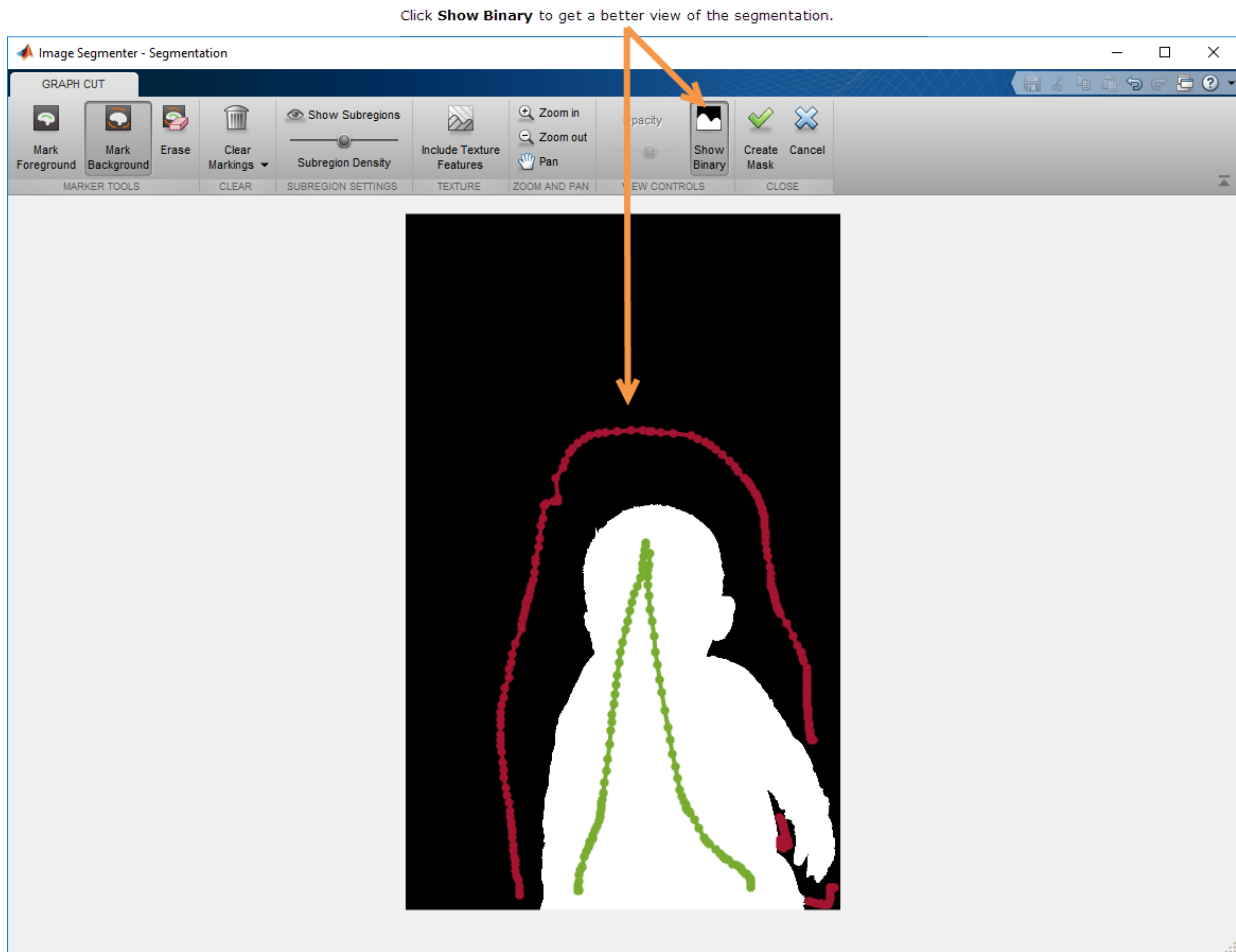 Click Show Binary to get a better view of the segmentation.
Image Segmenter - Segmentation
GRAPH CUT
Mark Foreground
Mark Background
Erase
Clear Markings
Show Subregions
Subregion Density
Include Texture Features
Zoom in
Zoom out
Pan
Show Binary
Create Mask
Cancel
MARKER TOOLS
CLEAR
SUBREGION SETTINGS
TEXTURE
ZOOM AND PAN
VIEW CONTROLS
CLOSE